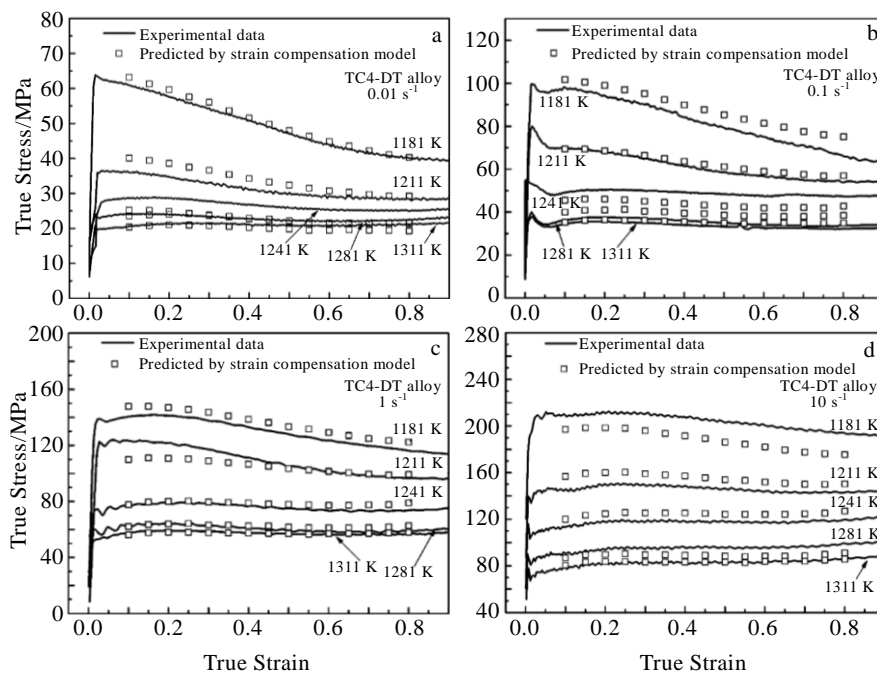 80
70
60
50
40
30
20
10
0
0.0 0.2 0.4 0.6 0.8
True Stress/MPa
Experimental data
Predicted by strain compensation model
a
TC4-DT alloy
0.01 s⁻¹
1181 K
1211 K
1241 K
1281 K
1311 K
120
100
80
60
40
20
0
0.0 0.2 0.4 0.6 0.8
Experimental data
Predicted by strain compensation model
b
TC4-DT alloy
0.1 s⁻¹
1181 K
1211 K
1241 K
1281 K
1311 K
200
160
120
80
40
0
0.0 0.2 0.4 0.6 0.8
True Stress/MPa
True Strain
Experimental data
Predicted by strain compensation model
c
TC4-DT alloy
1 s⁻¹
1181 K
1211 K
1241 K
1311 K
1281 K
280
240
200
160
120
80
40
0.0 0.2 0.4 0.6 0.8
True Strain
Experimental data
Predicted by strain compensation model
d
TC4-DT alloy
10 s⁻¹
1181 K
1211 K
1241 K
1281 K
1311 K